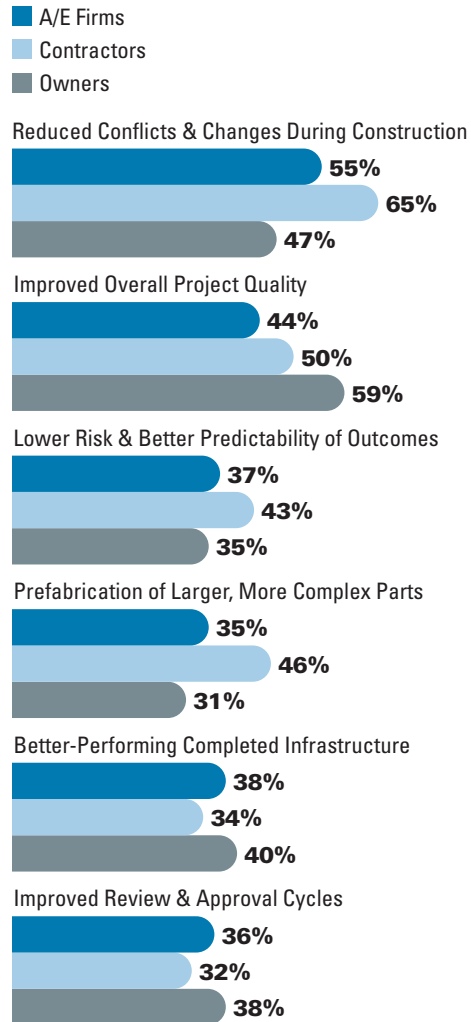 A/E Firms
Contractors
Owners
Reduced Conflicts & Changes During Construction
55%
65%
47%
Improved Overall Project Quality
44%
50%
59%
Lower Risk & Better Predictability of Outcomes
37%
43%
35%
Prefabrication of Larger, More Complex Parts
35%
46%
31%
Better-Performing Completed Infrastructure
38%
34%
40%
Improved Review & Approval Cycles
36%
32%
38%